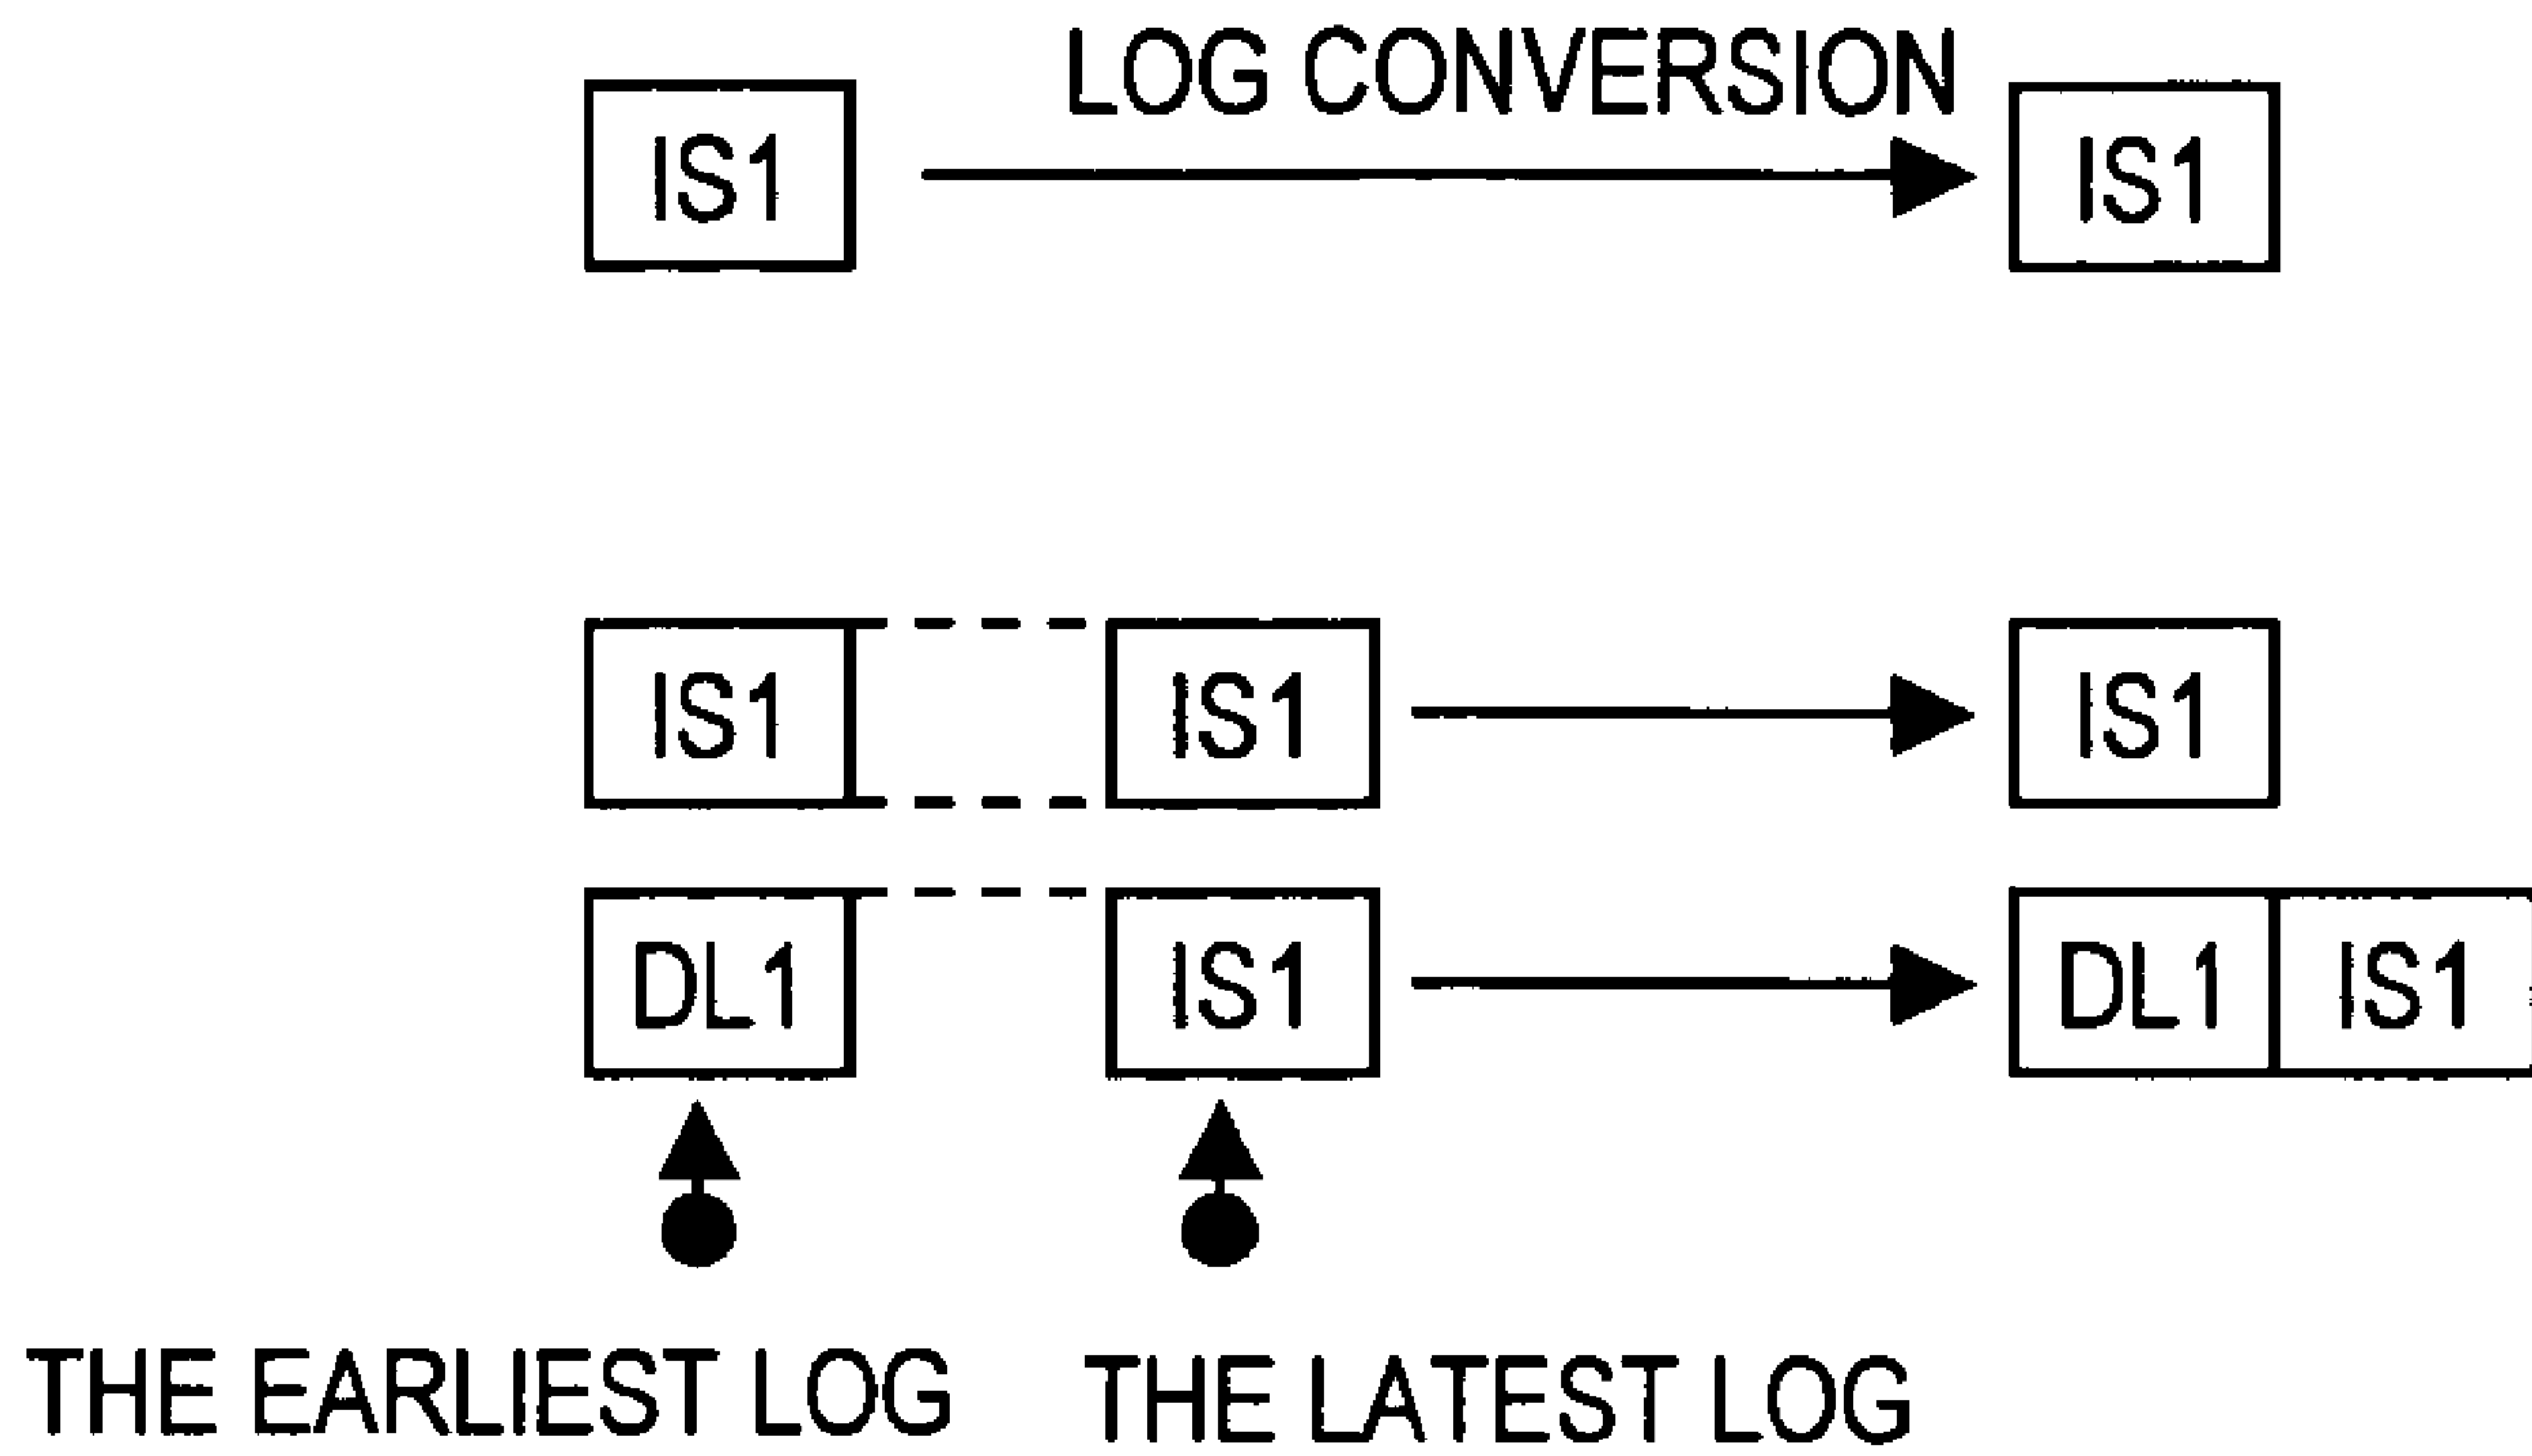 LOG CONVERSION
IS1 IS1
IS1 IS1 IS1
DL1 IS1 DL1 IS1
THE EARLIEST LOG THE LATEST LOG